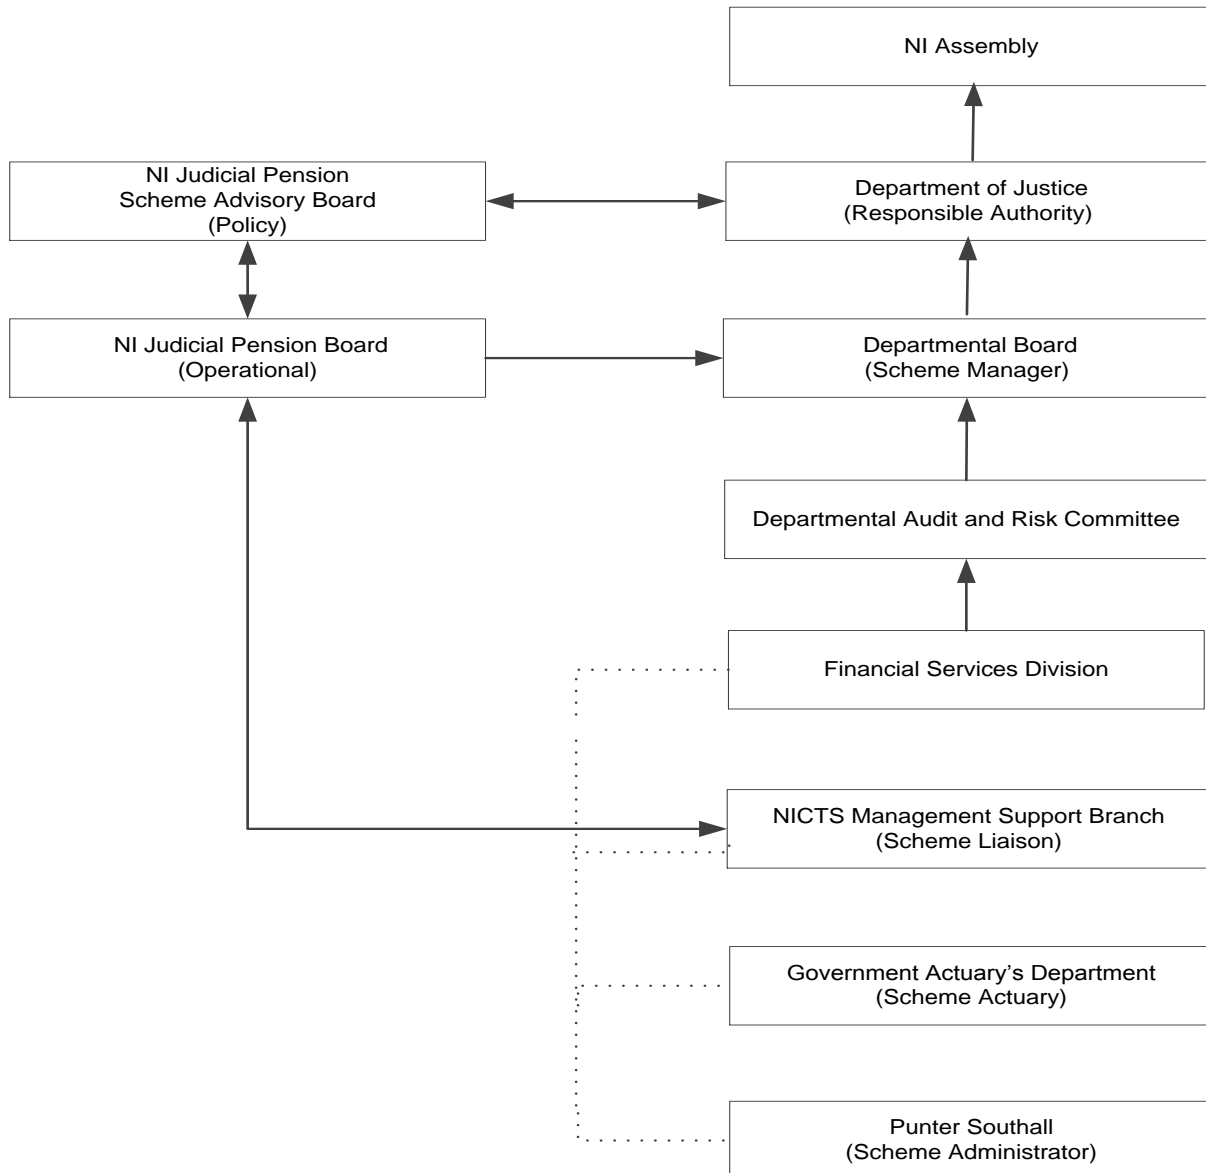 NI Assembly
NI Judicial Pension
Scheme Advisory Board
(Policy)
Department of Justice
(Responsible Authority)
NI Judicial Pension Board
(Operational)
Departmental Board
(Scheme Manager)
Departmental Audit and Risk Committee
Financial Services Division
NICTS Management Support Branch
(Scheme Liaison)
Government Actuary’s Department
(Scheme Actuary)
Punter Southall
(Scheme Administrator)